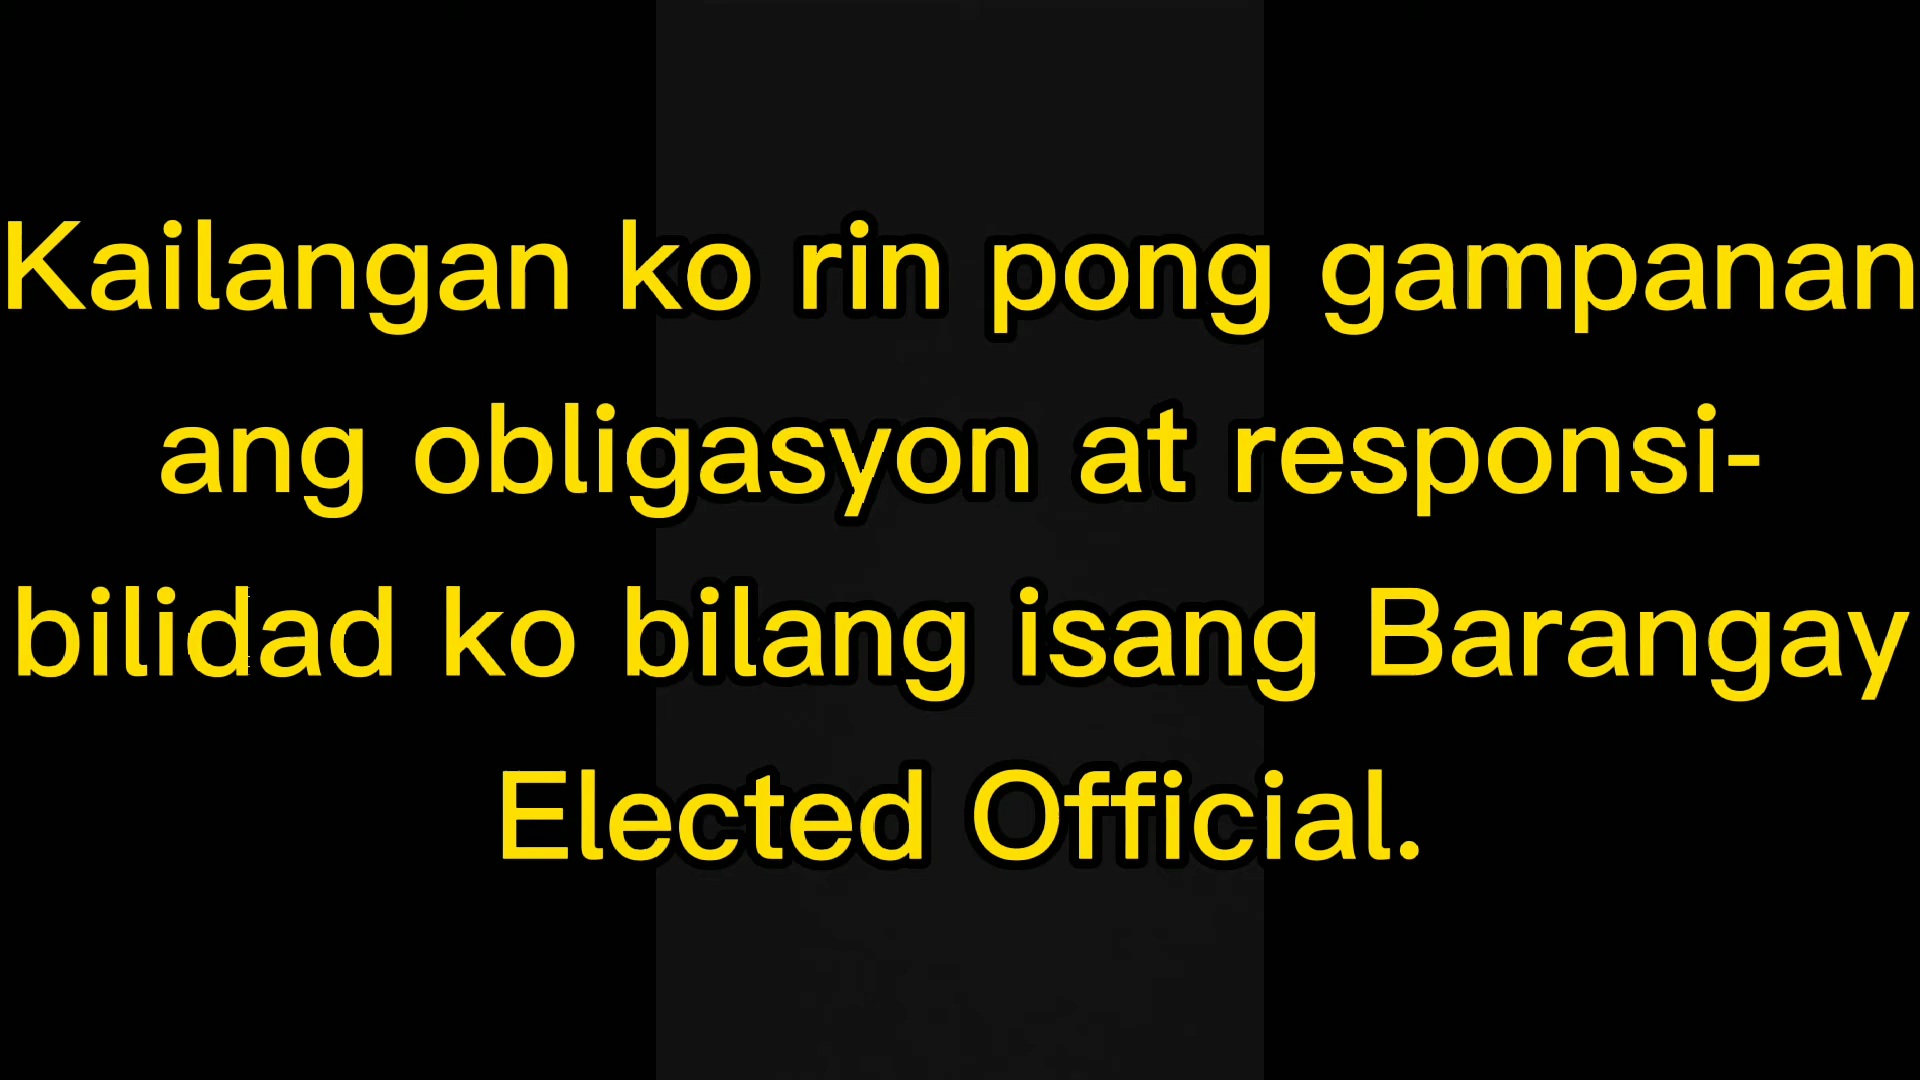 Kailangan ko rin pong gampanan
ang obligasyon at responsi-
bilidad ko bilang isang Barangay
Elected Official.